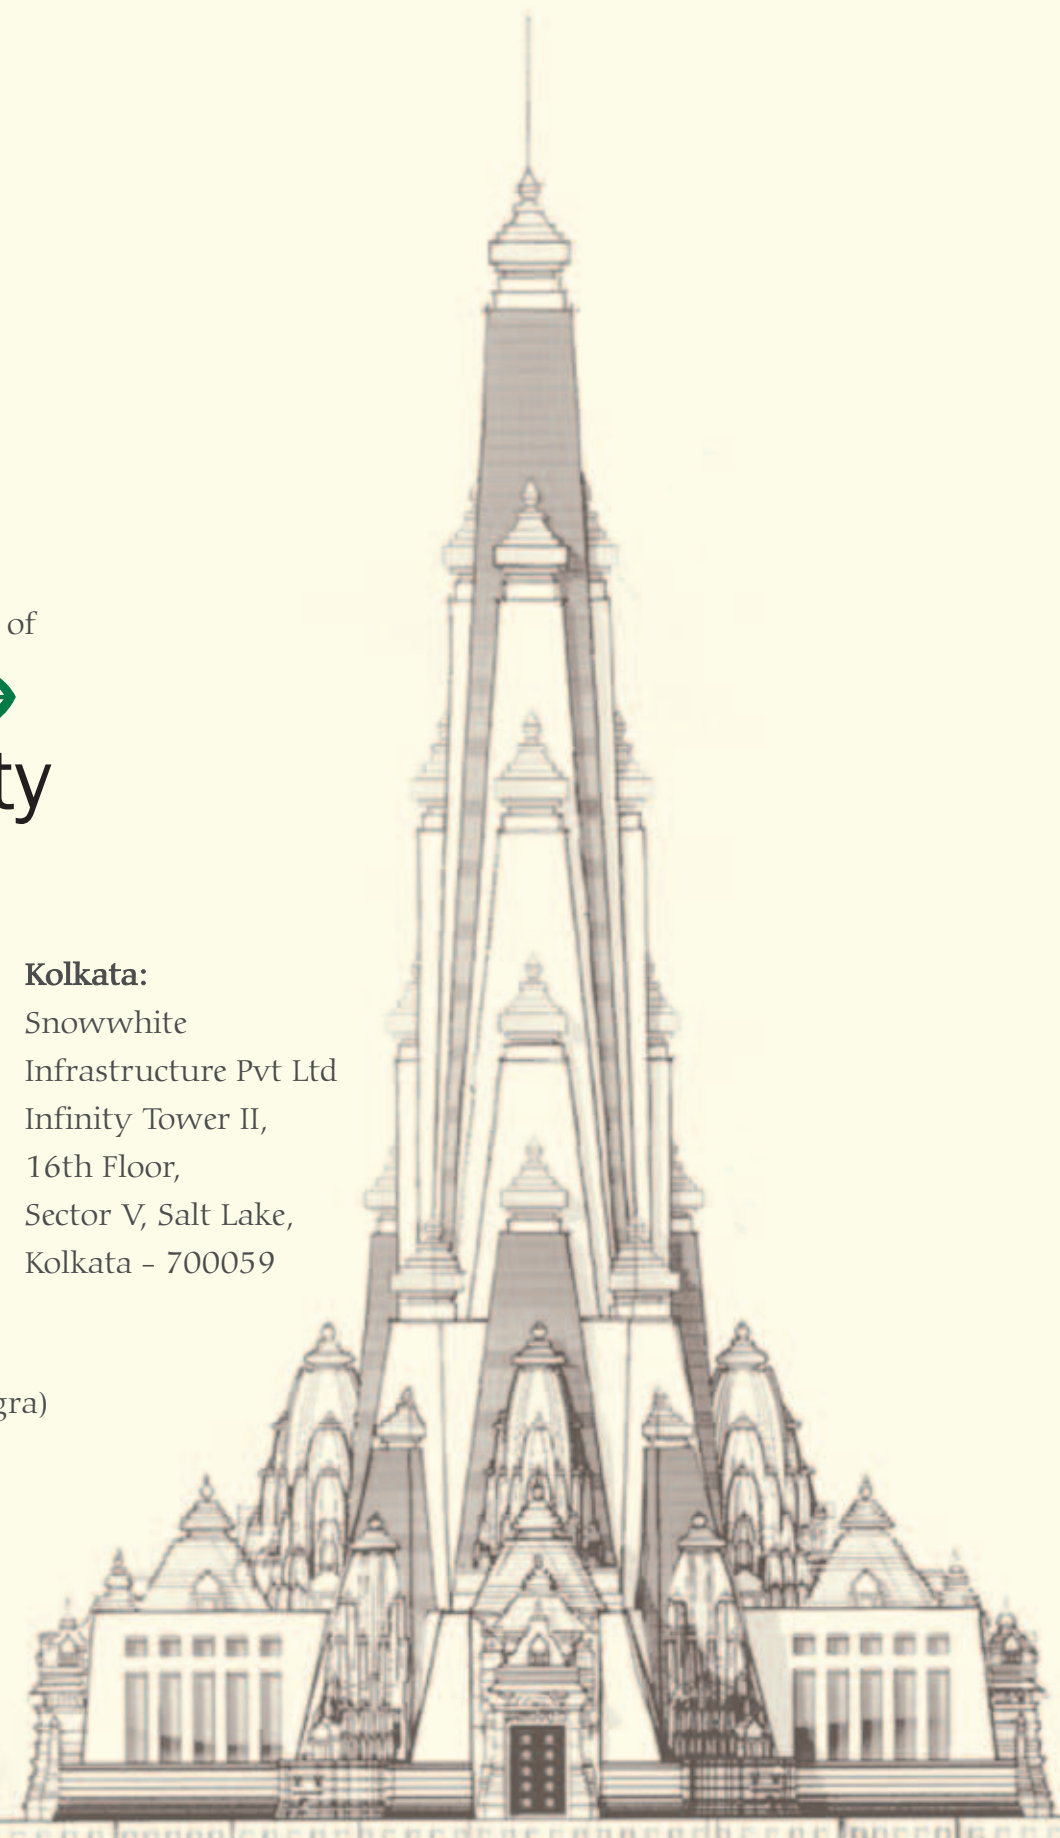 of
ty
Kolkata:
Snowwhite
Infrastructure Pvt Ltd
Infinity Tower II,
16th Floor,
Sector V, Salt Lake,
Kolkata - 700059
gra)